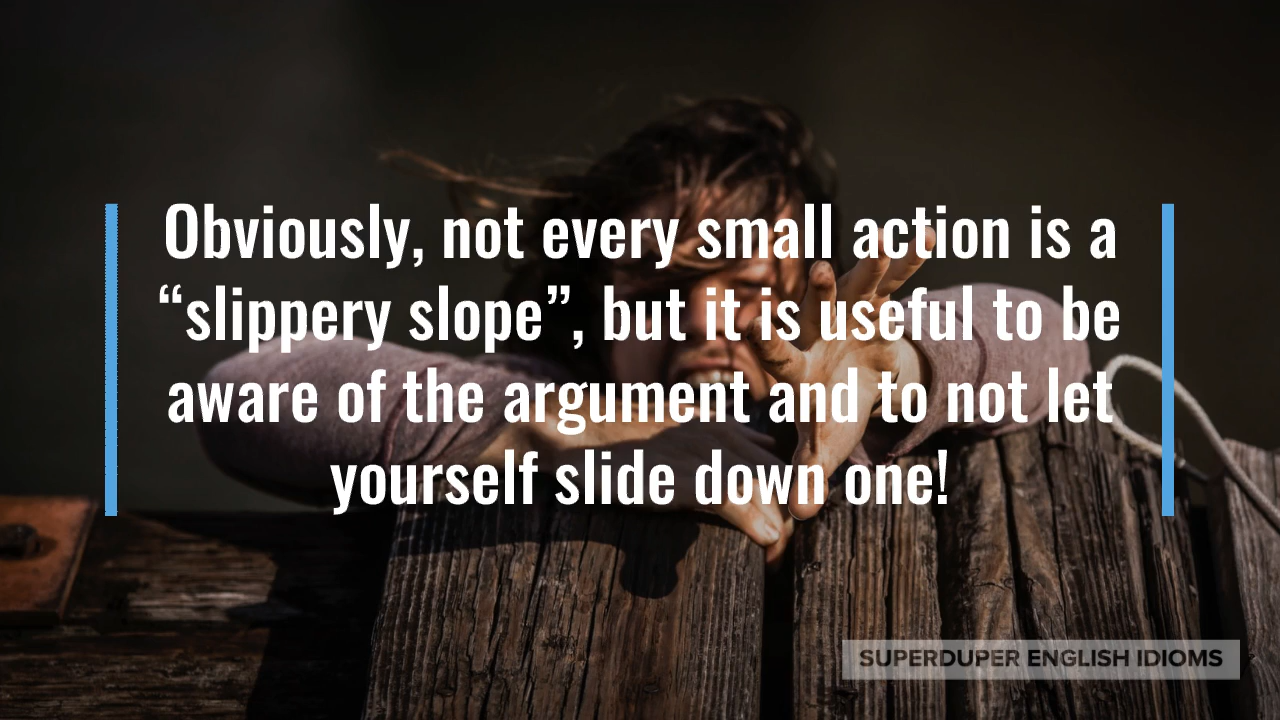 Obviously, not every small action is a
“slippery slope”, but it is useful to be
aware of the argument and to not let
yourself slide down one!
SUPERDUPER ENGLISH IDIOMS